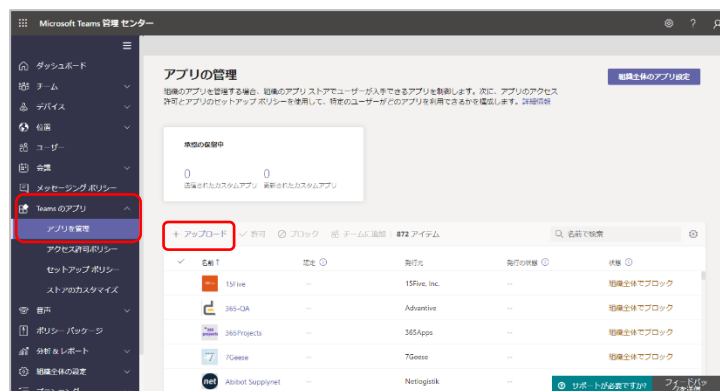 Microsoft Teams 管理 センター
?
ダッシュボード
チーム
デバイス
位置
ユーザー
会議
メッセージング ポリシー
Teams のアプリ
アプリを管理
アクセス許可ポリシー
セットアップ ポリシー
ストアのカスタマイズ
音声
ポリシー パッケージ
分析 & レポート
組織全体の設定
プランニング
アプリの管理
組織全体のアプリ設定
組織のアプリを管理する場合、組織のアプリ ストアでユーザーが入手できるアプリを制御します。次に、アプリのアクセス
許可とアプリのセットアップ ポリシーを使用して、特定のユーザーがどのアプリを利用できるかを構成します。詳細情報
承認の保留中
0 0
送信されたカスタムアプリ 更新されたカスタムアプリ
+ アップロード ✓ 許可 ブロック チームに追加 872 アイテム 名前で検索
✓ 名前 ↑ 認定 発行元 発行の状態 状態
15Five -- 15Five, Inc. -- 組織全体でブロック
365-QA -- Advantive -- 組織全体でブロック
365Projects -- 365Apps -- 組織全体でブロック
7Geese -- 7Geese -- 組織全体でブロック
net Abibot Supplynet -- Netlogistik -- 組織全体でブロック
サポートが必要ですか?
フィードバックを送信